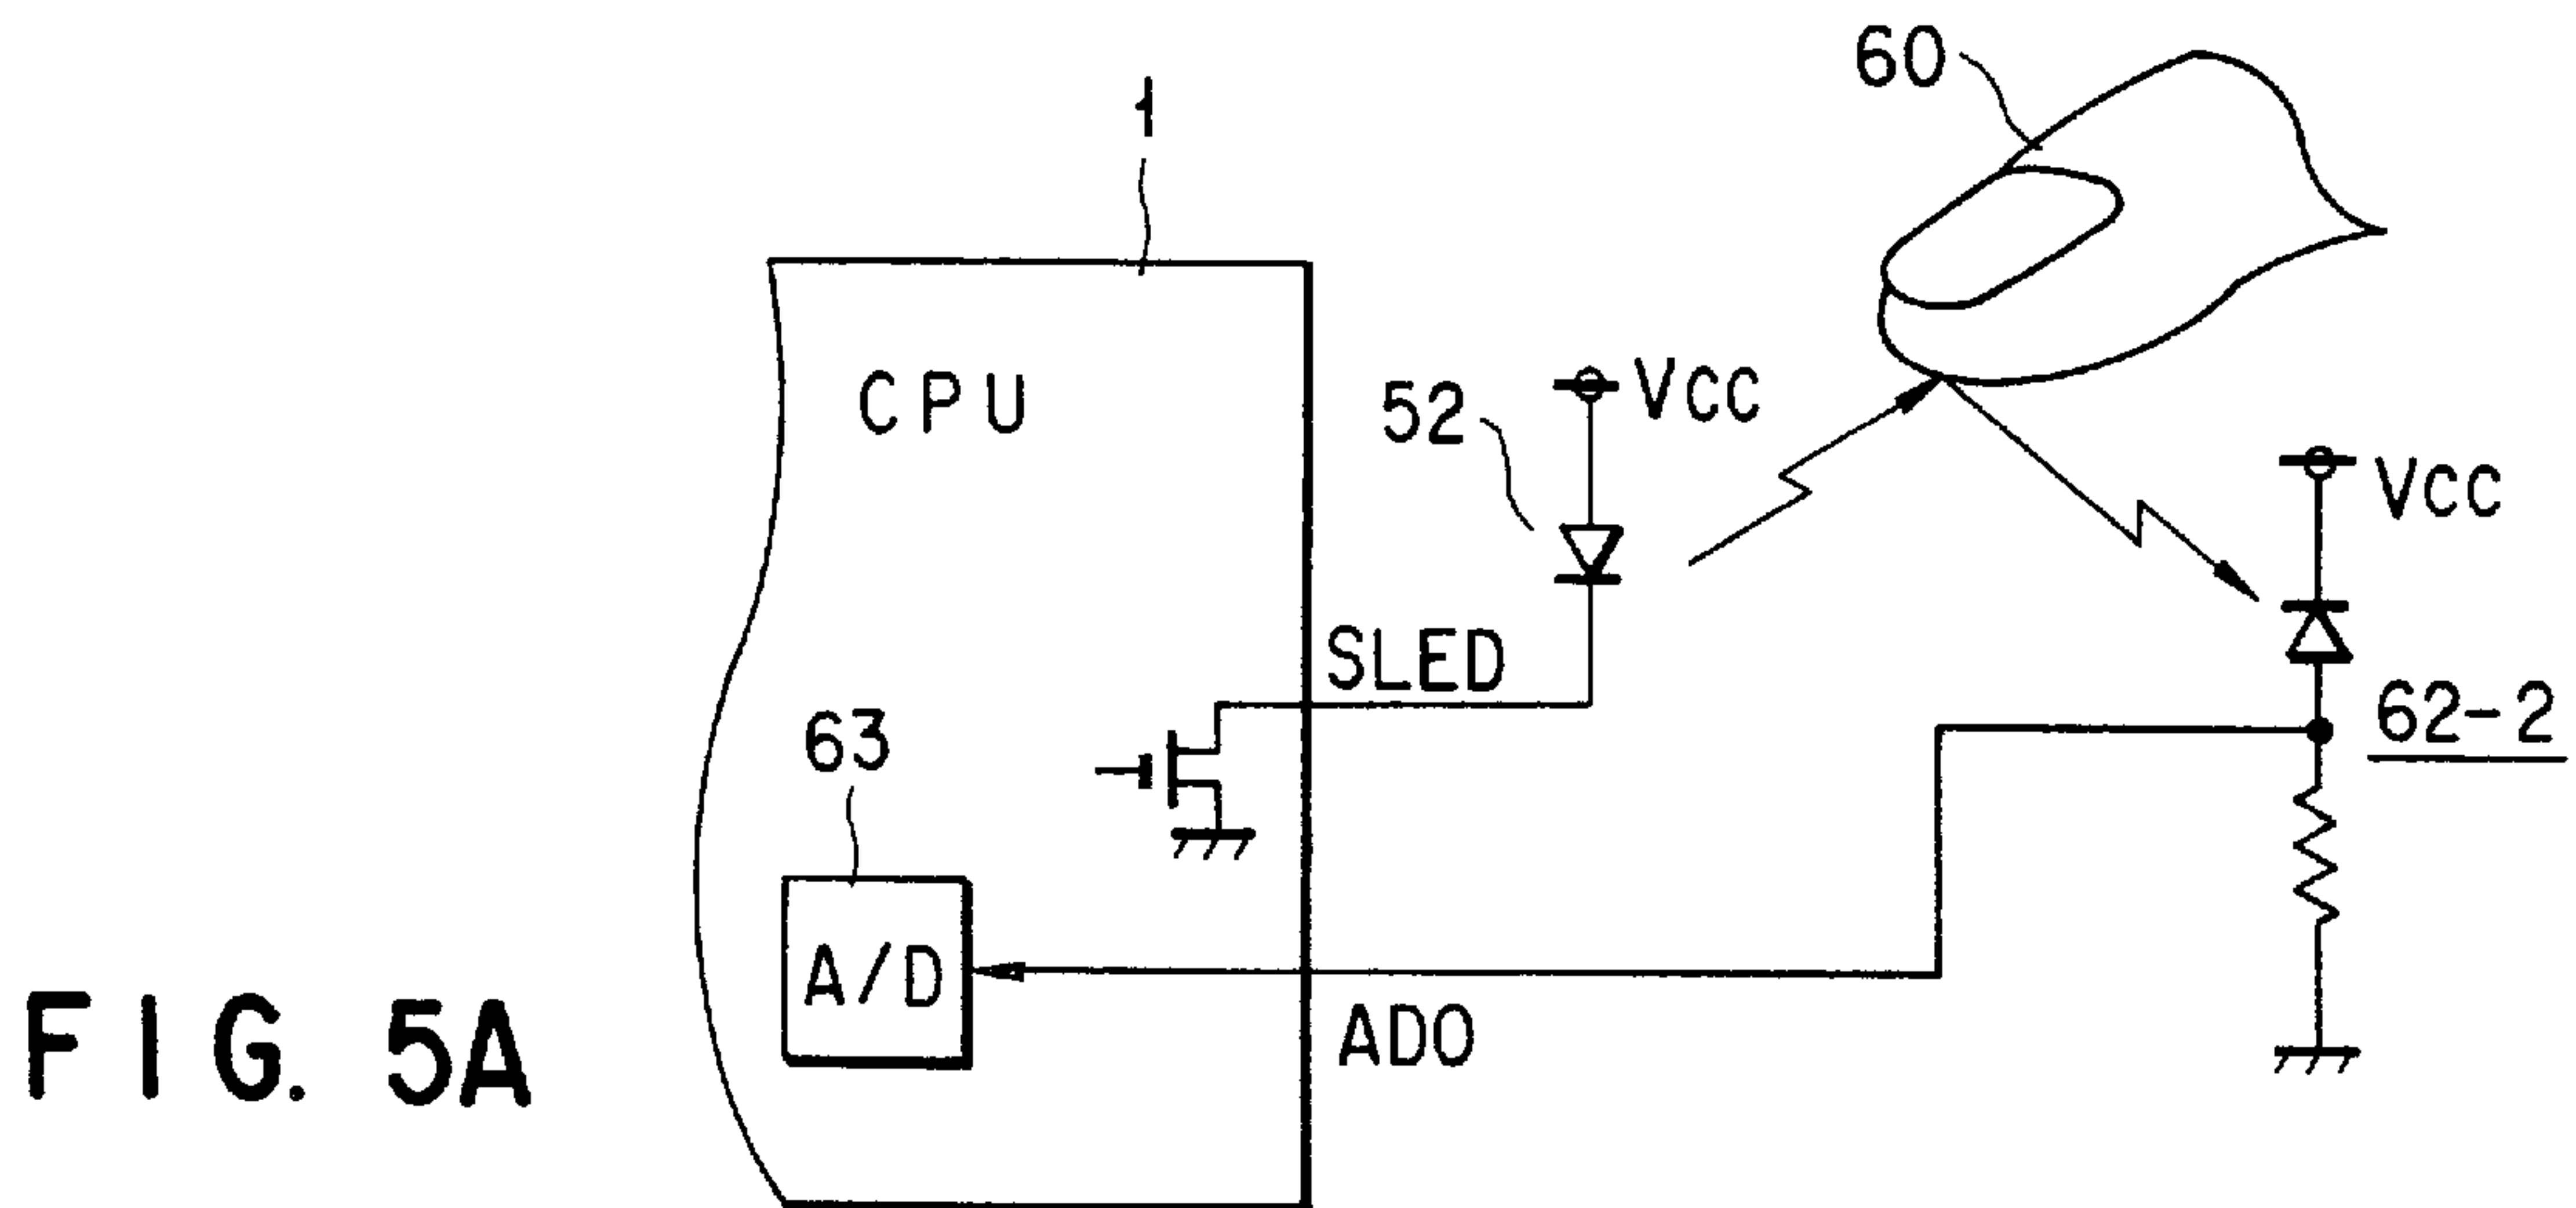 60
1
CPU
52
VCC
VCC
SLED
62-2
63
A/D
ADO
FIG. 5A